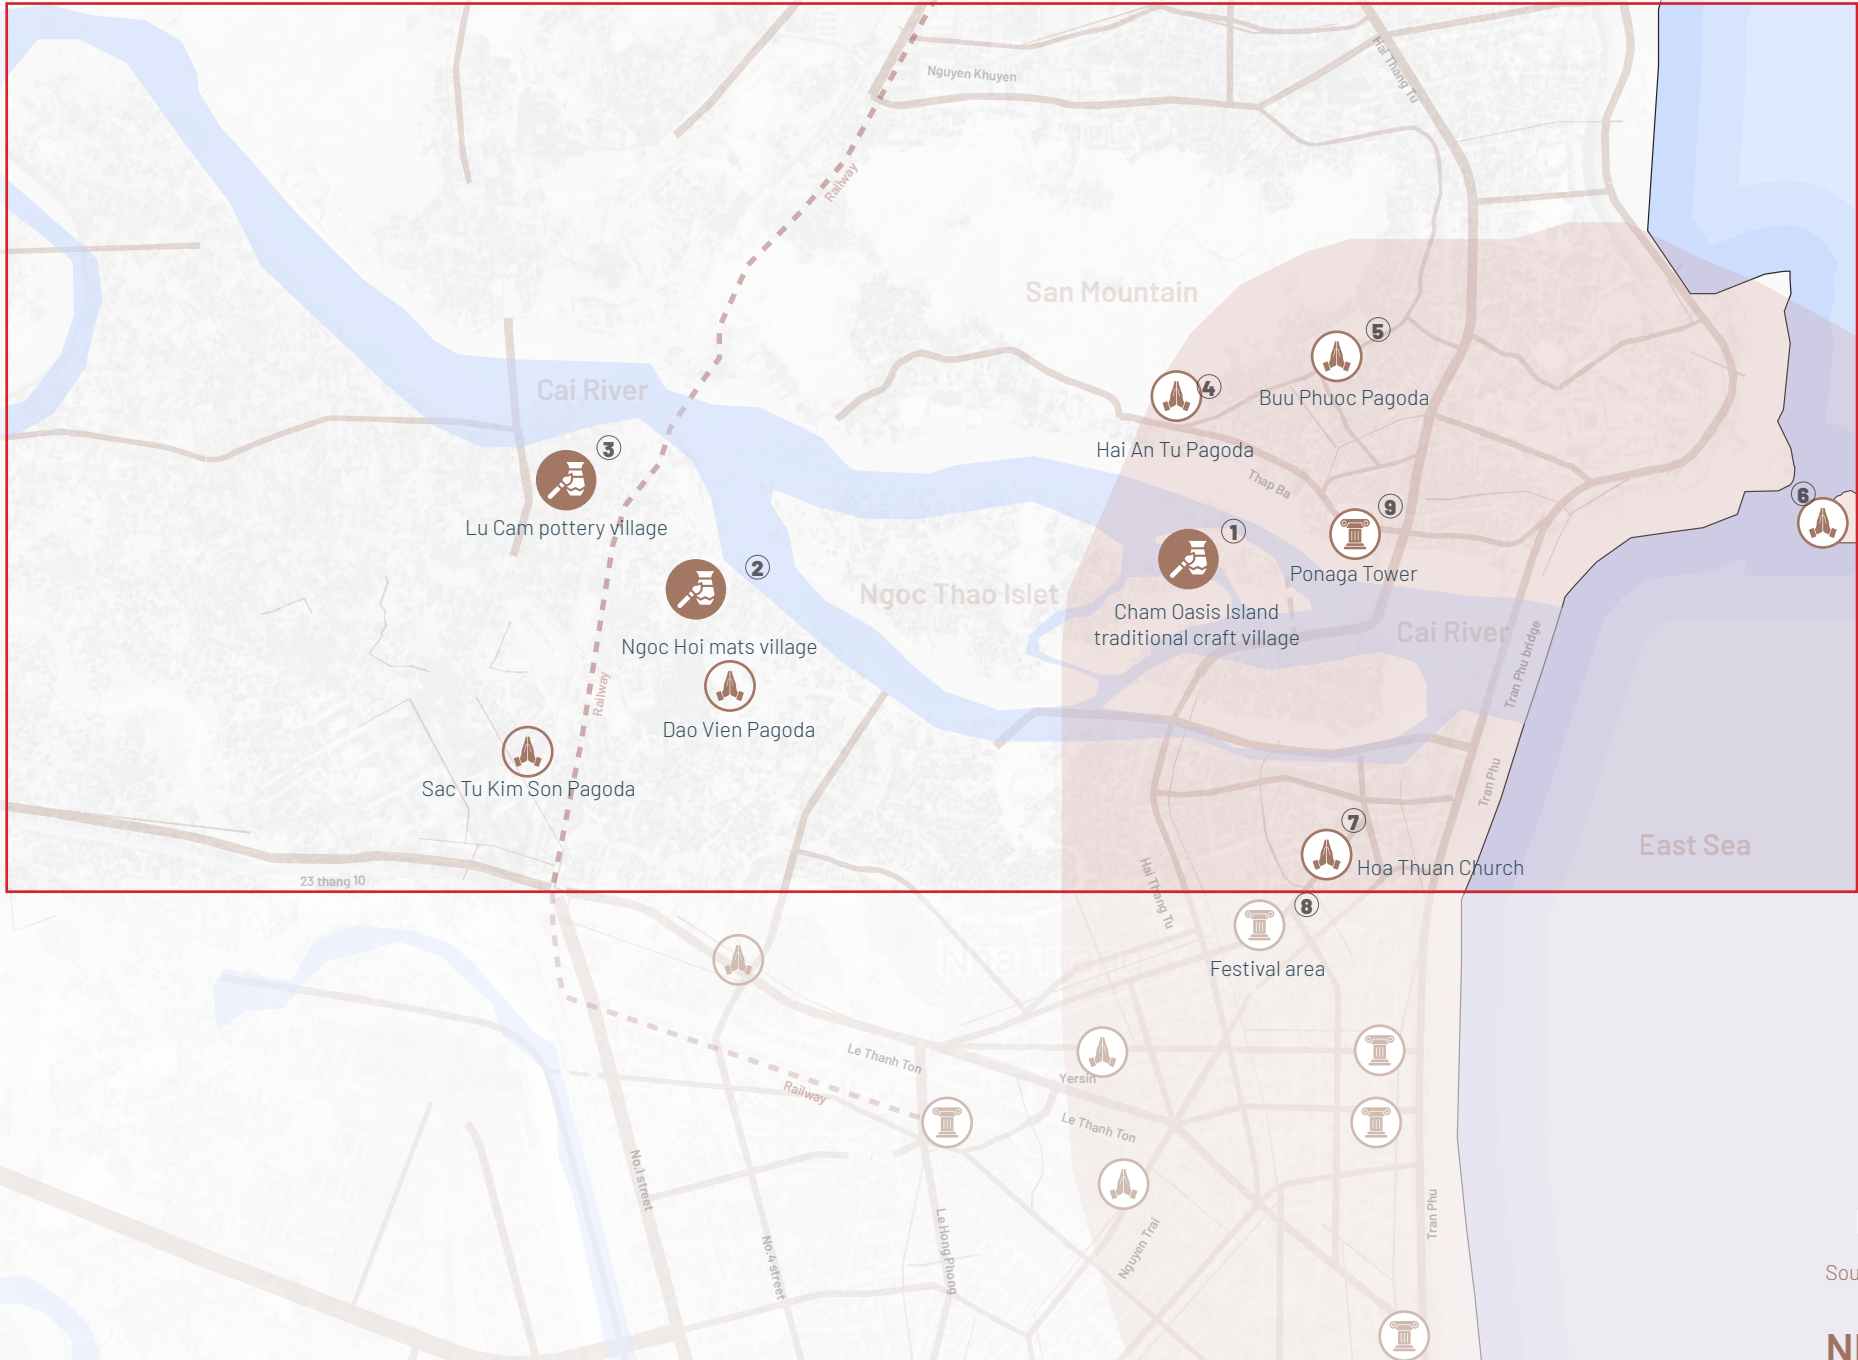 Hai Thang Tu
Nguyen Khuyen
Railway
San Mountain
5
4
Buu Phuoc Pagoda
Cai River
3
Hai An Tu Pagoda
Thap Ba
6
9
Lu Cam pottery village
1
2
Ponaga Tower
Ngoc Thao Islet
Cham Oasis Island
traditional craft village
Cai River
Ngoc Hoi mats village
Tran Phu bridge
Railway
Dao Vien Pagoda
Tran Phu
Sac Tu Kim Son Pagoda
7
East Sea
Hoa Thuan Church
23 thang 10
Hai Thang Tu
8
Nha Trang
Festival area
Le Thanh Ton
Yersin
Railway
Le Thanh Ton
No.1 street
Tran Phu
Le Hong Phong
Nguyen Trai
No.4 street
Sou